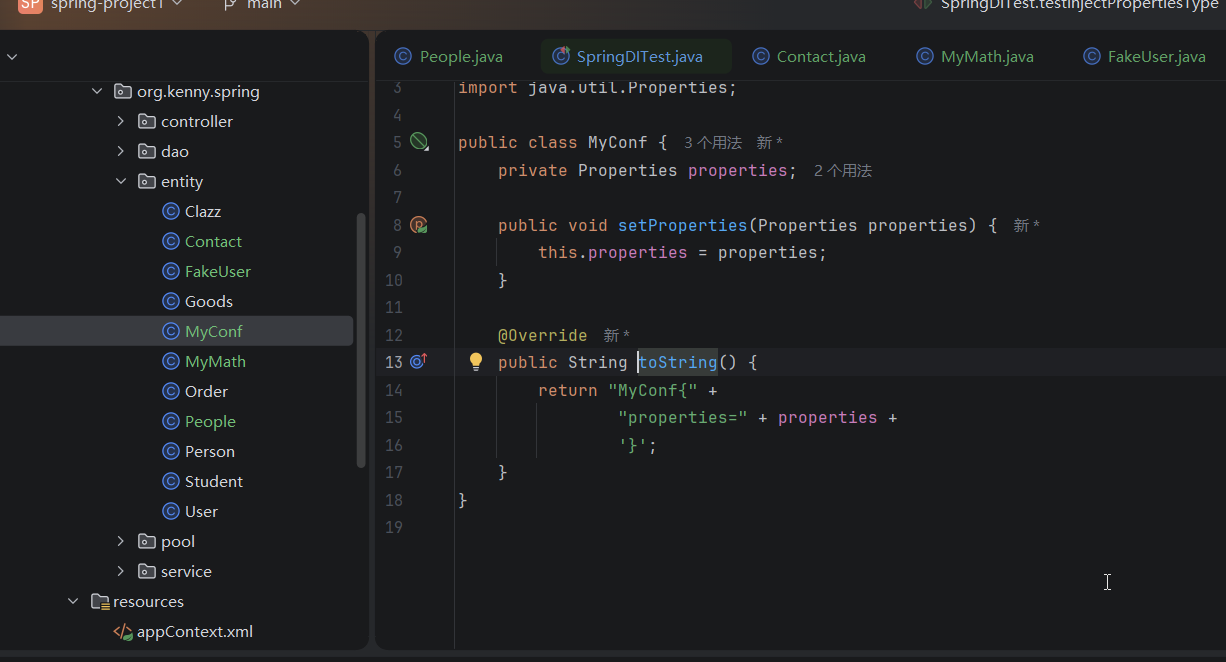 SP spring-project1 main SpringDITest.testInjectPropertiesType
org.kenny.spring
controller
dao
entity
Clazz
Contact
FakeUser
Goods
MyConf
MyMath
Order
People
Person
Student
User
pool
service
resources
appContext.xml
People.java SpringDITest.java Contact.java MyMath.java FakeUser.java
3 import java.util.Properties;
4
5 public class MyConf { 3 个用法 新 *
6 private Properties properties; 2 个用法
7
8 public void setProperties(Properties properties) { 新 *
9 this.properties = properties;
10 }
11
12 @Override 新 *
13 public String toString() {
14 return "MyConf{" +
15 "properties=" + properties +
16 '}';
17 }
18 }
19